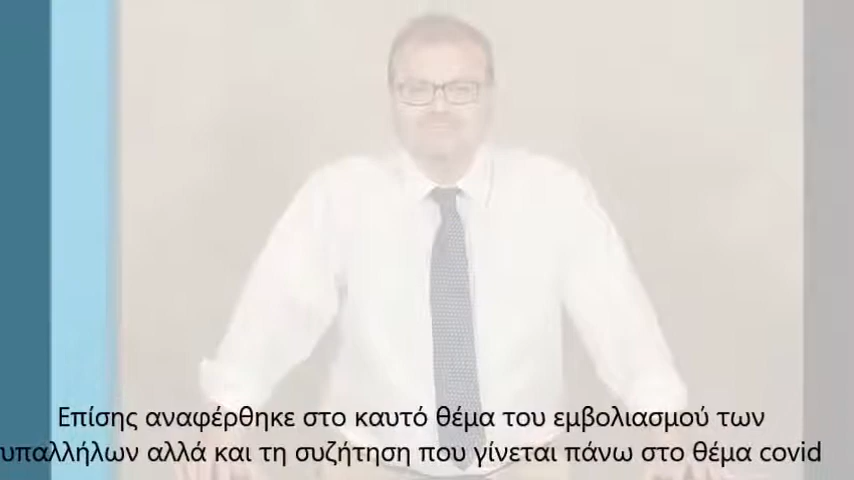 Επίσης αναφέρθηκε στο καυτό θέμα του εμβολιασμού των
υπαλλήλων αλλά και τη συζήτηση που γίνεται πάνω στο θέμα covid